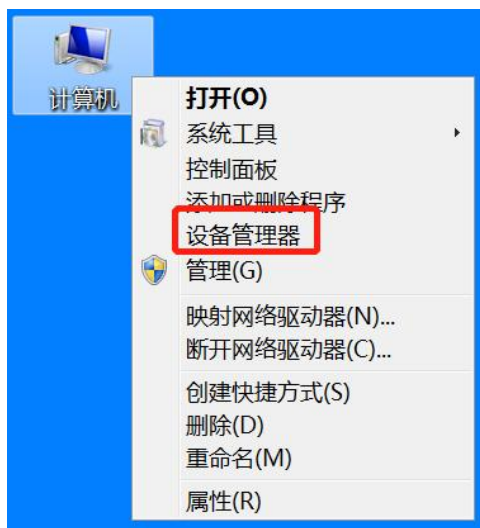 计算机
打开(O)
系统工具
控制面板
添加或删除程序
设备管理器
管理(G)
映射网络驱动器(N)...
断开网络驱动器(C)...
创建快捷方式(S)
删除(D)
重命名(M)
属性(R)